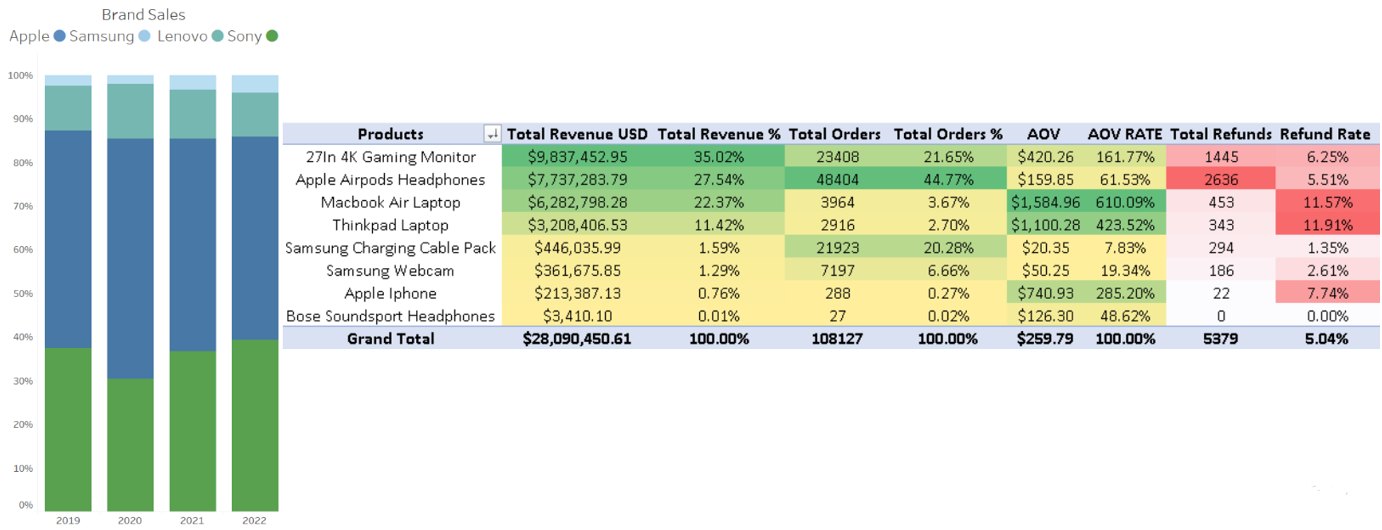 Brand Sales
Apple Samsung Lenovo Sony
100%
90%
80%
70%
60%
50%
40%
30%
20%
10%
0%
2019 2020 2021 2022
Products Total Revenue USD Total Revenue % Total Orders Total Orders % AOV AOV RATE Total Refunds Refund Rate
27In 4K Gaming Monitor $9,837,452.95 35.02% 23408 21.65% $420.26 161.77% 1445 6.25%
Apple Airpods Headphones $7,737,283.79 27.54% 48404 44.77% $159.85 61.53% 2636 5.51%
Macbook Air Laptop $6,282,798.28 22.37% 3964 3.67% $1,584.96 610.09% 453 11.57%
Thinkpad Laptop $3,208,406.53 11.42% 2916 2.70% $1,100.28 423.52% 343 11.91%
Samsung Charging Cable Pack $446,035.99 1.59% 21923 20.28% $20.35 7.83% 294 1.35%
Samsung Webcam $361,675.85 1.29% 7197 6.66% $50.25 19.34% 186 2.61%
Apple Iphone $213,387.13 0.76% 288 0.27% $740.93 285.20% 22 7.74%
Bose Soundsport Headphones $3,410.10 0.01% 27 0.02% $126.30 48.62% 0 0.00%
Grand Total $28,090,450.61 100.00% 108127 100.00% $259.79 100.00% 5379 5.04%